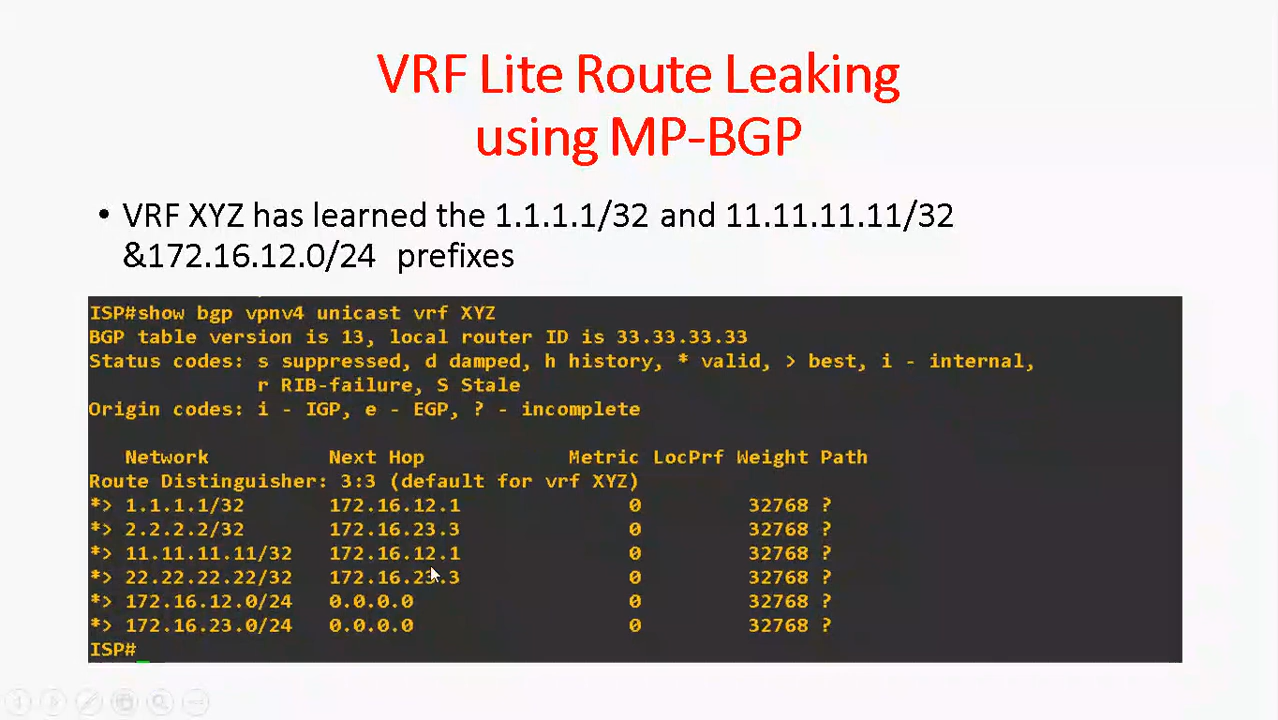 VRF Lite Route Leaking
using MP-BGP
• VRF XYZ has learned the 1.1.1.1/32 and 11.11.11.11/32
&172.16.12.0/24 prefixes
ISP#show bgp vpnv4 unicast vrf XYZ
BGP table version is 13, local router ID is 33.33.33.33
Status codes: s suppressed, d damped, h history, * valid, > best, i - internal,
r RIB-failure, S Stale
Origin codes: i - IGP, e - EGP, ? - incomplete
Network Next Hop Metric LocPrf Weight Path
Route Distinguisher: 3:3 (default for vrf XYZ)
*> 1.1.1.1/32 172.16.12.1 0 32768 ?
*> 2.2.2.2/32 172.16.23.3 0 32768 ?
*> 11.11.11.11/32 172.16.12.1 0 32768 ?
*> 22.22.22.22/32 172.16.23.3 0 32768 ?
*> 172.16.12.0/24 0.0.0.0 0 32768 ?
*> 172.16.23.0/24 0.0.0.0 0 32768 ?
ISP#